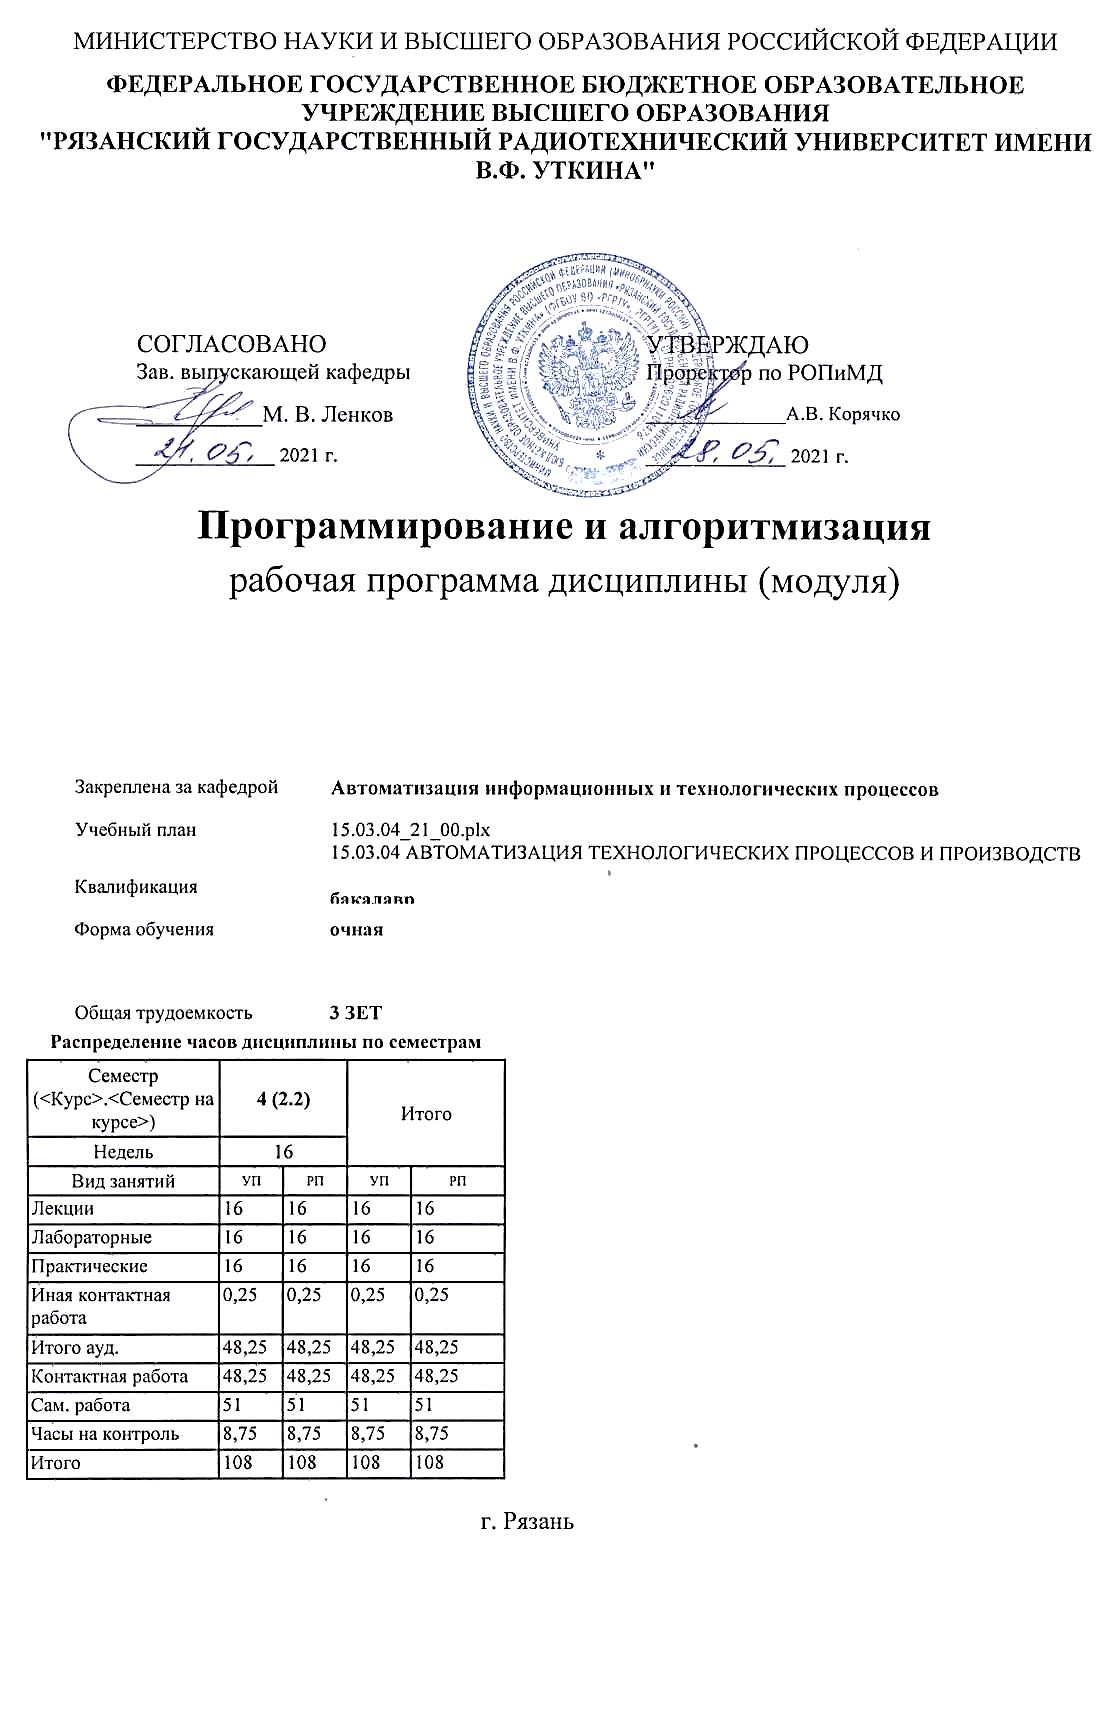 МИНИСТЕРСТВО НАУКИ И ВЫСШЕГО ОБРАЗОВАНИЯ РОССИЙСКОЙ ФЕДЕРАЦИИ
ФЕДЕРАЛЬНОЕ ГОСУДАРСТВЕННОЕ БЮДЖЕТНОЕ ОБРАЗОВАТЕЛЬНОЕ
УЧРЕЖДЕНИЕ ВЫСШЕГО ОБРАЗОВАНИЯ
"РЯЗАНСКИЙ ГОСУДАРСТВЕННЫЙ РАДИОТЕХНИЧЕСКИЙ УНИВЕРСИТЕТ ИМЕНИ
В.Ф. УТКИНА"
СОГЛАСОВАНО
Зав. выпускающей кафедры
М. В. Ленков
21.05. 2021 г.
УТВЕРЖДАЮ
Проректор по РОПиМД
А.В. Корячко
28.05. 2021 г.
Программирование и алгоритмизация
рабочая программа дисциплины (модуля)
Закреплена за кафедрой Автоматизация информационных и технологических процессов
Учебный план 15.03.04_21_00.plx
15.03.04 АВТОМАТИЗАЦИЯ ТЕХНОЛОГИЧЕСКИХ ПРОЦЕССОВ И ПРОИЗВОДСТВ
Квалификация бакалавр
Форма обучения очная
Общая трудоемкость 3 ЗЕТ
Распределение часов дисциплины по семестрам
Семестр
(<Курс>.<Семестр на
курсе>)
4 (2.2)
Итого
Недель 16
Вид занятий УП РП УП РП
Лекции 16 16 16 16
Лабораторные 16 16 16 16
Практические 16 16 16 16
Иная контактная
работа
0,25 0,25 0,25 0,25
Итого ауд. 48,25 48,25 48,25 48,25
Контактная работа 48,25 48,25 48,25 48,25
Сам. работа 51 51 51 51
Часы на контроль 8,75 8,75 8,75 8,75
Итого 108 108 108 108
г. Рязань